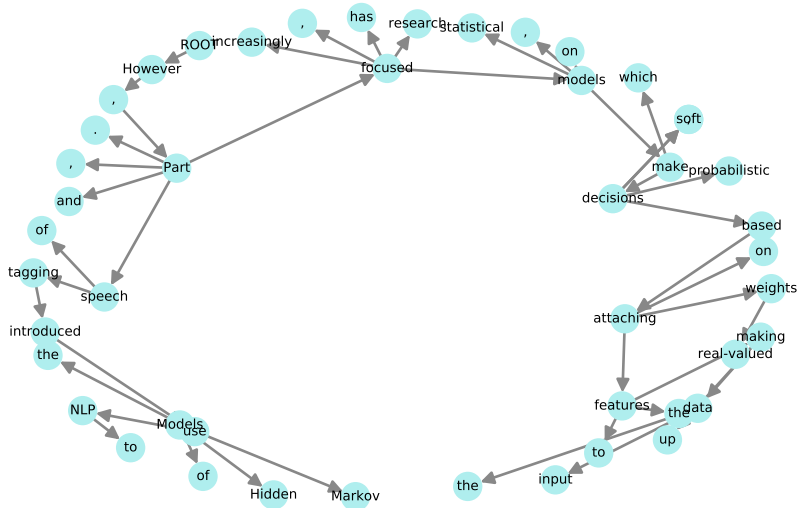 , has research statistical ,
ROOT increasingly on
However focused models which
, soft ,
.
, Part make probabilistic
and decisions
of based
on
tagging speech weights
introduced attaching making
the real-valued
NLP Models features the data
to use up
of to
Hidden Markov the input